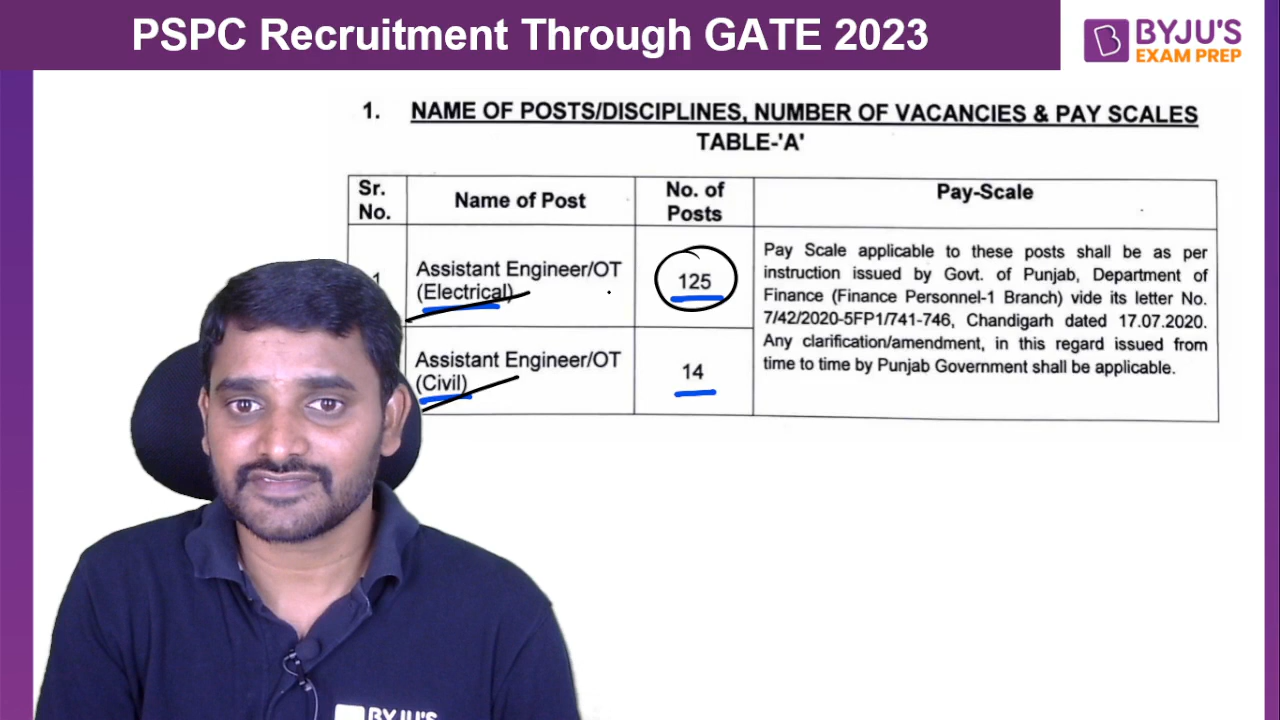 PSPC Recruitment Through GATE 2023
BYJU'S
EXAM PREP
1. NAME OF POSTS/DISCIPLINES, NUMBER OF VACANCIES & PAY SCALES
TABLE-'A'
Sr. No.
Name of Post
No. of Posts
Pay-Scale
1
Assistant Engineer/OT
(Electrical)
125
Assistant Engineer/OT
(Civil)
14
Pay Scale applicable to these posts shall be as per
instruction issued by Govt. of Punjab, Department of
Finance (Finance Personnel-1 Branch) vide its letter No.
7/42/2020-5FP1/741-746, Chandigarh dated 17.07.2020.
Any clarification/amendment, in this regard issued from
time to time by Punjab Government shall be applicable.
BYJU'S